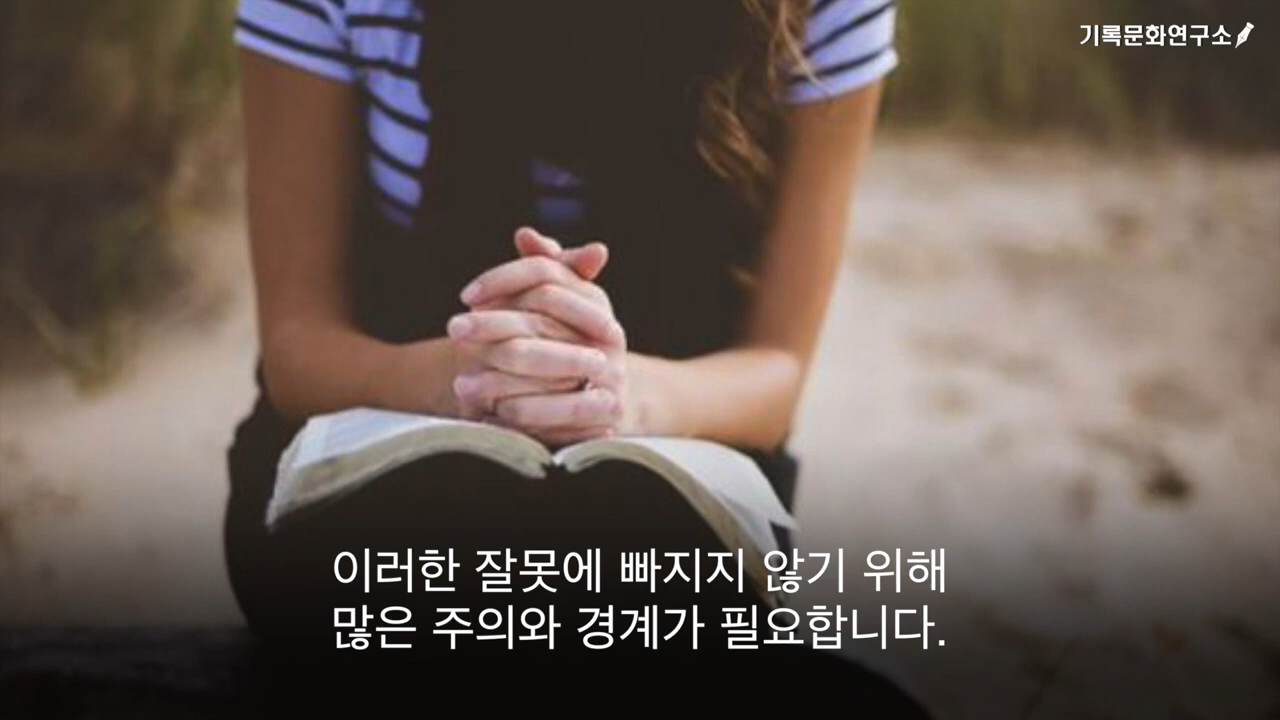 기록문화연구소
이러한 잘못에 빠지지 않기 위해
많은 주의와 경계가 필요합니다.